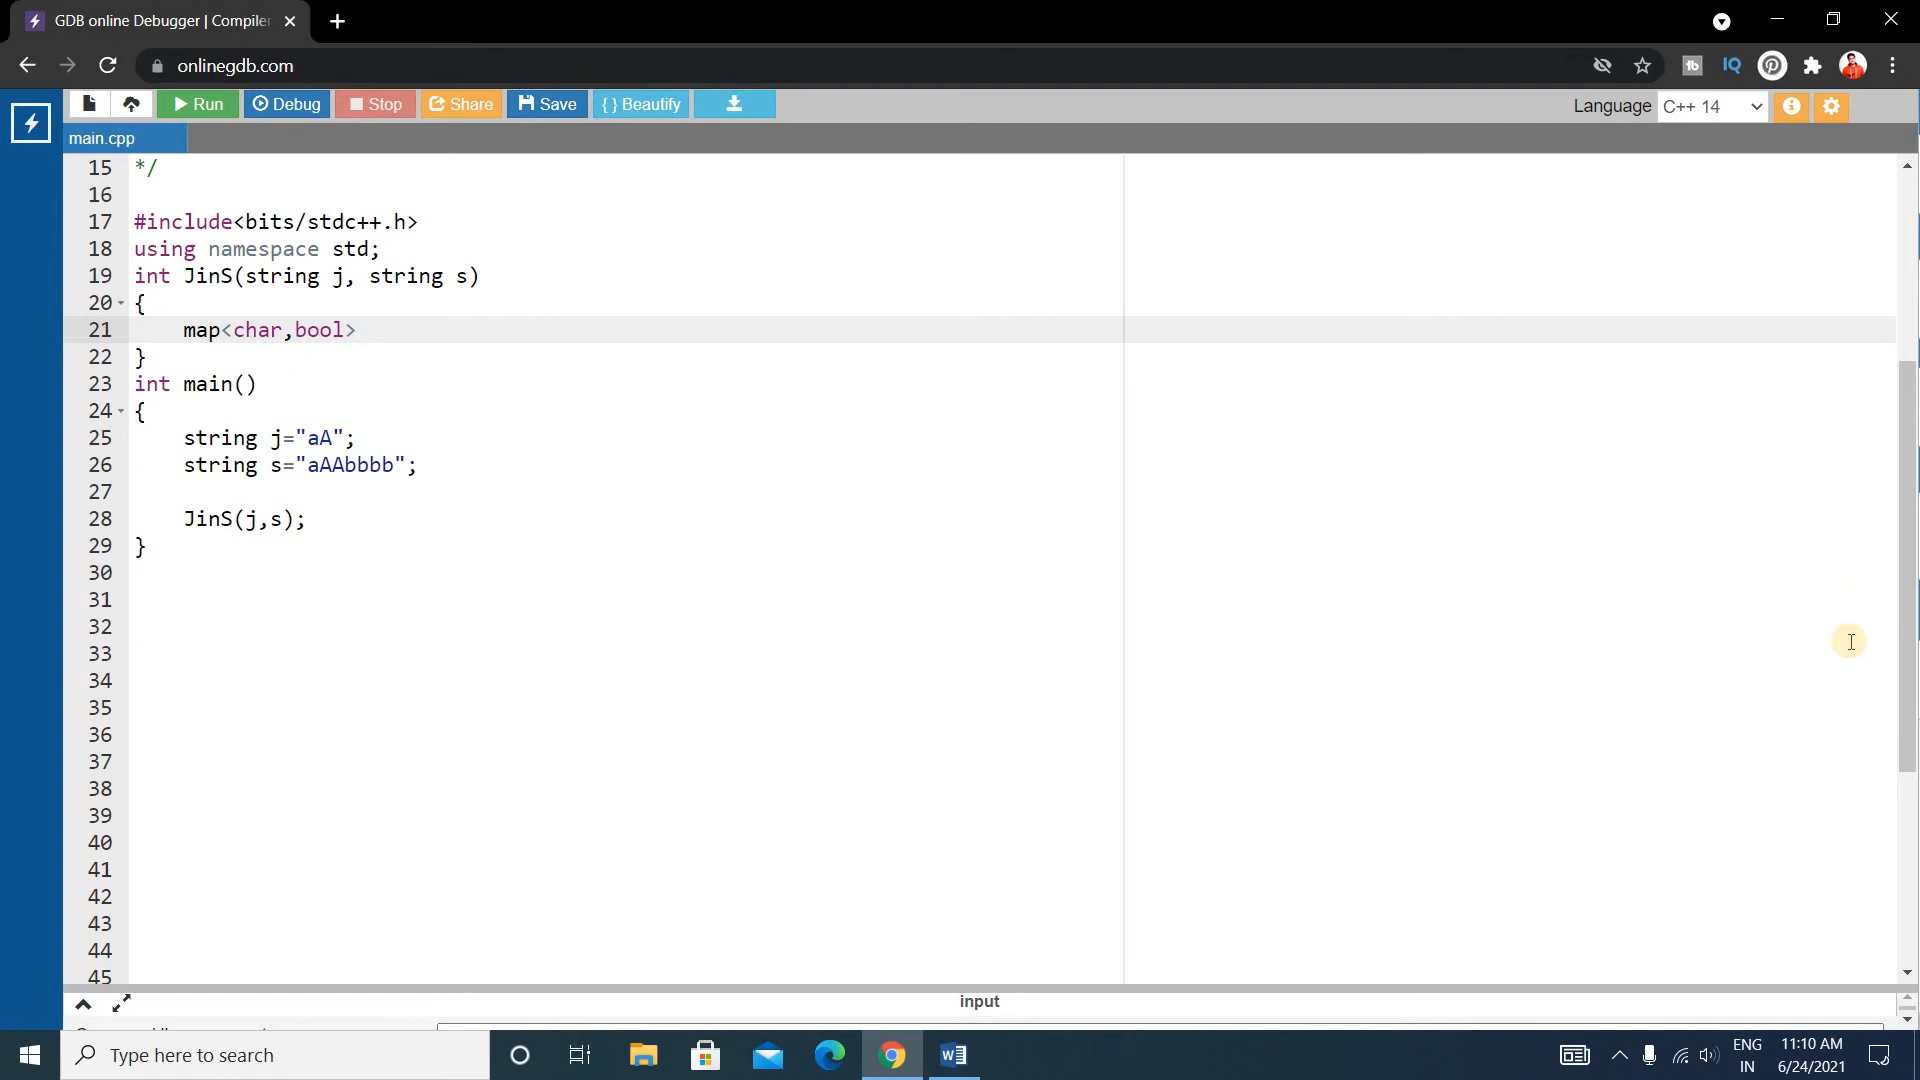 GDB online Debugger | Compiler
onlinegdb.com
Run Debug Stop Share Save { } Beautify Language C++ 14
main.cpp
15 */
16
17 #include<bits/stdc++.h>
18 using namespace std;
19 int JinS(string j, string s)
20 {
21 map<char,bool>
22 }
23 int main()
24 {
25 string j="aA";
26 string s="aAAbbbb";
27
28 JinS(j,s);
29 }
30
31
32
33
34
35
36
37
38
39
40
41
42
43
44
45
input
Type here to search
ENG 11:10 AM
IN 6/24/2021